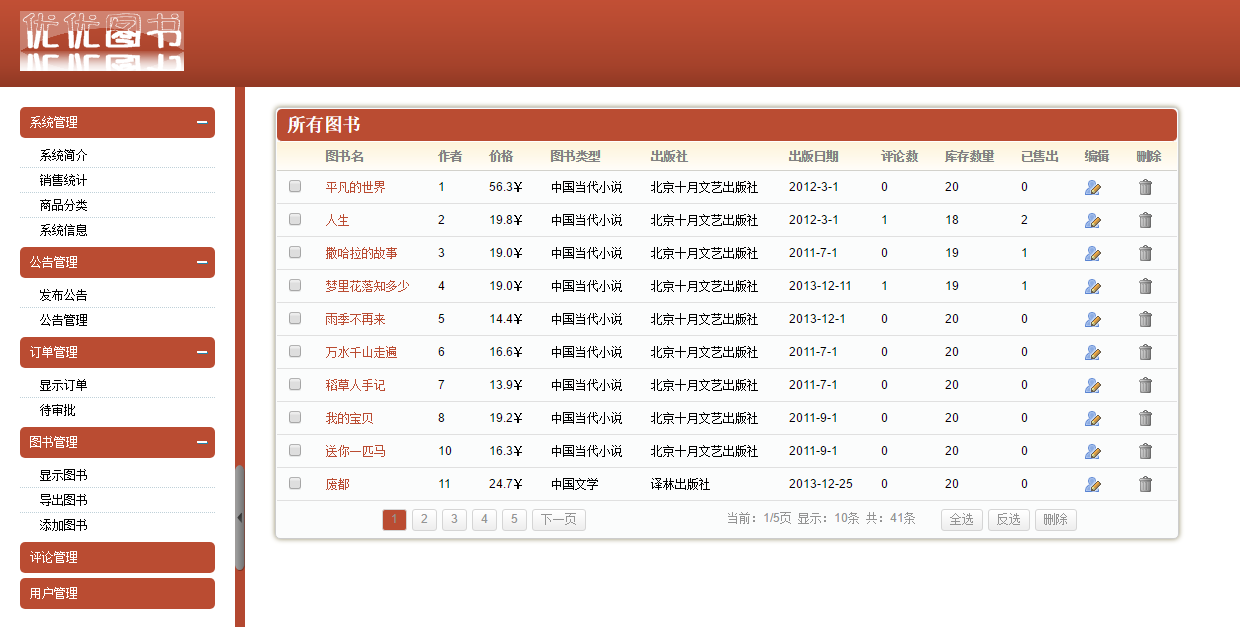 优优图书
系统管理
系统简介
销售统计
商品分类
系统信息
公告管理
发布公告
公告管理
订单管理
显示订单
待审批
图书管理
显示图书
导出图书
添加图书
评论管理
用户管理
所有图书
图书名 作者 价格 图书类型 出版社 出版日期 评论数 库存数量 已售出 编辑 删除
平凡的世界 1 56.3¥ 中国当代小说 北京十月文艺出版社 2012-3-1 0 20 0
人生 2 19.8¥ 中国当代小说 北京十月文艺出版社 2012-3-1 1 18 2
撒哈拉的故事 3 19.0¥ 中国当代小说 北京十月文艺出版社 2011-7-1 0 19 1
梦里花落知多少 4 19.0¥ 中国当代小说 北京十月文艺出版社 2013-12-11 1 19 1
雨季不再来 5 14.4¥ 中国当代小说 北京十月文艺出版社 2013-12-1 0 20 0
万水千山走遍 6 16.6¥ 中国当代小说 北京十月文艺出版社 2011-7-1 0 20 0
稻草人手记 7 13.9¥ 中国当代小说 北京十月文艺出版社 2011-7-1 0 20 0
我的宝贝 8 19.2¥ 中国当代小说 北京十月文艺出版社 2011-9-1 0 20 0
送你一匹马 10 16.3¥ 中国当代小说 北京十月文艺出版社 2011-9-1 0 20 0
废都 11 24.7¥ 中国文学 译林出版社 2013-12-25 0 20 0
1 2 3 4 5 下一页 当前：1/5页 显示：10条 共：41条 全选 反选 删除